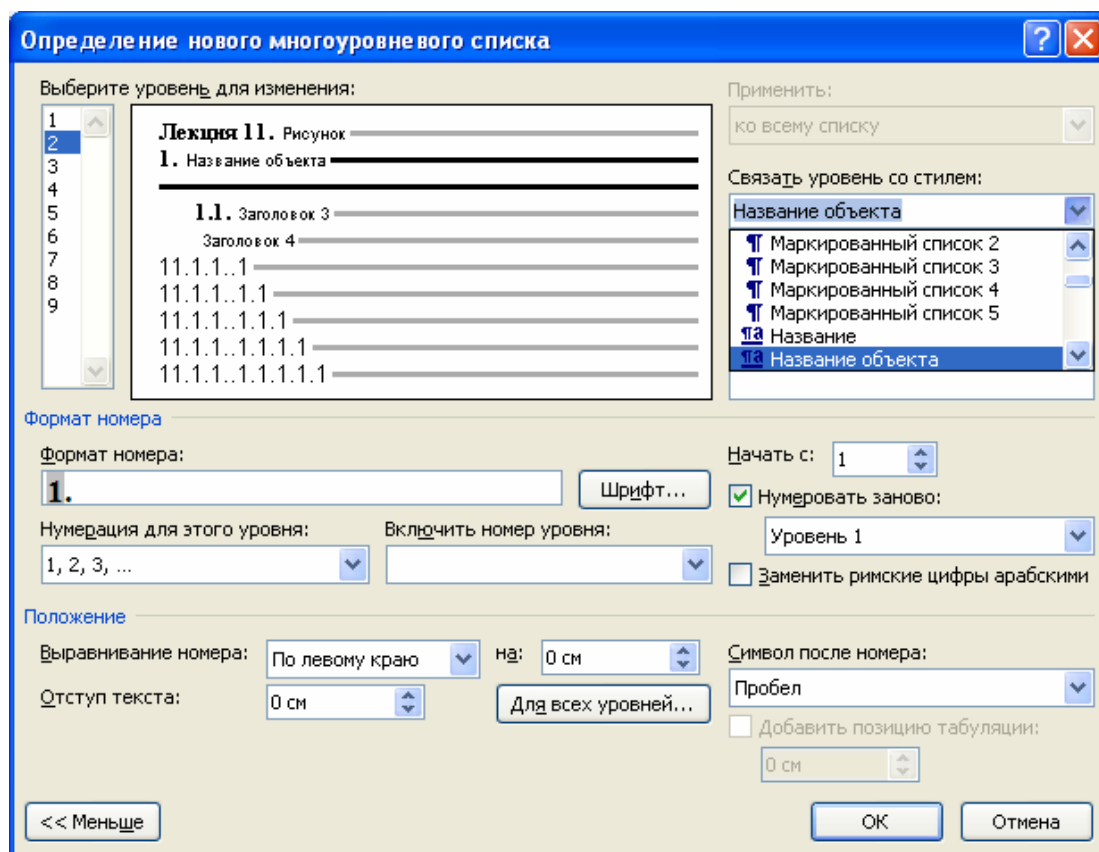 Определение нового многоуровневого списка
?
Выберите уровень для изменения:
1
2
3
4
5
6
7
8
9
Лекция 11. Рисунок
1. Название объекта
1.1. Заголовок 3
Заголовок 4
11.1.1..1
11.1.1..1.1
11.1.1..1.1.1
11.1.1..1.1.1.1
11.1.1..1.1.1.1.1
Применить:
ко всему списку
Связать уровень со стилем:
Название объекта
¶ Маркированный список 2
¶ Маркированный список 3
¶ Маркированный список 4
¶ Маркированный список 5
¶a Название
¶a Название объекта
Формат номера
Формат номера:
1.
Шрифт...
Начать с: 1
Нумеровать заново:
Уровень 1
Нумерация для этого уровня:
1, 2, 3, ...
Включить номер уровня:
Заменить римские цифры арабскими
Положение
Выравнивание номера: По левому краю на: 0 см
Отступ текста: 0 см
Для всех уровней...
Символ после номера:
Пробел
Добавить позицию табуляции:
0 см
<< Меньше
ОК
Отмена